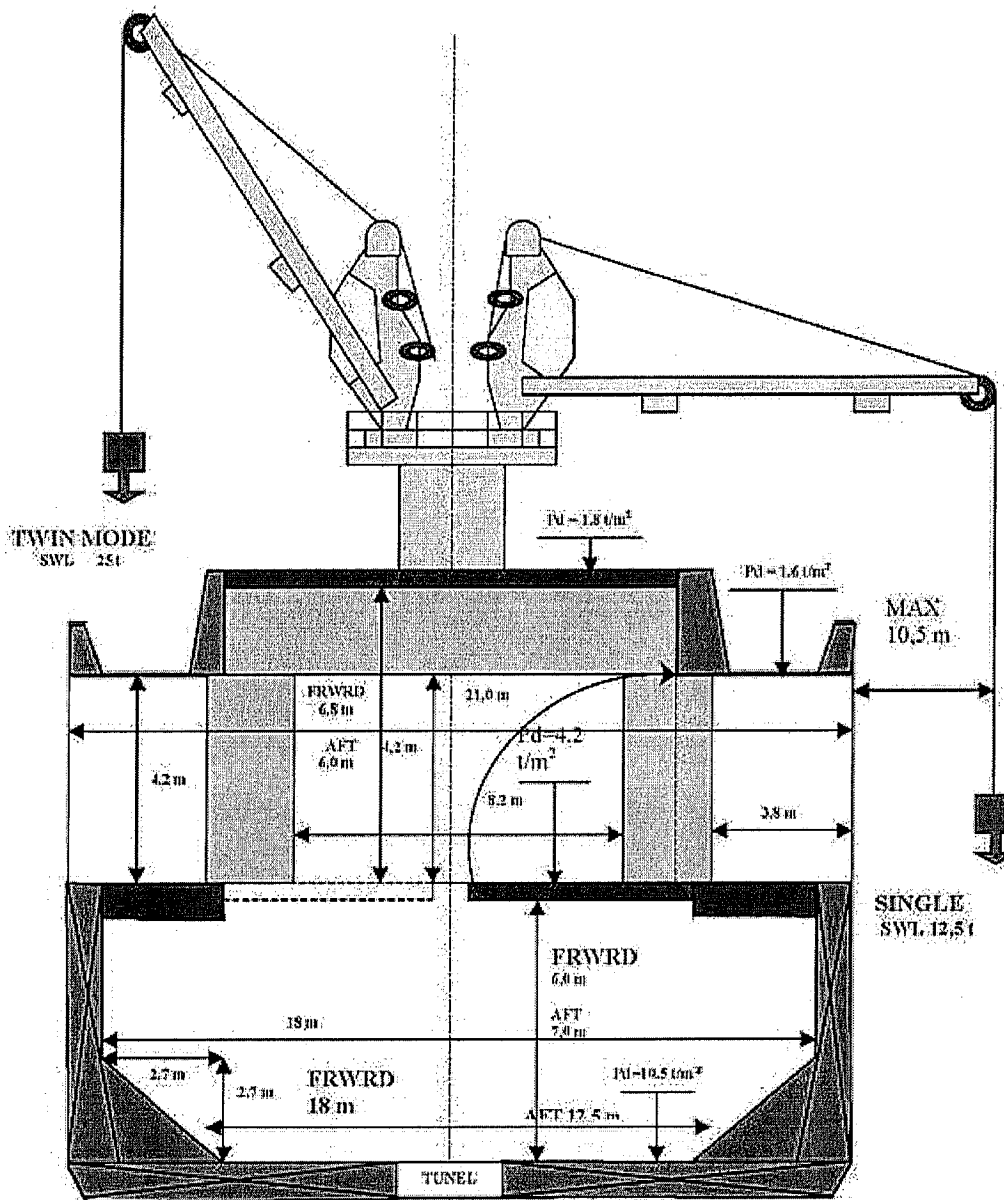 TWIN MODE
SWL 25t
Pd = 1.8 t/m²
Pd = 1.6 t/m²
MAX
10,5 m
FRWRD
6,8 m
21,0 m
AFT
6,0 m
4,2 m
Pd=4.2
t/m²
4.2 m
8.2 m
3,8 m
SINGLE
SWL 12,5 t
FRWRD
6,0 m
AFT
7,0 m
18 m
2.7 m
2,7 m
FRWRD
18 m
Pd=10.5 t/m²
AFT 17,5 m
TUNEL